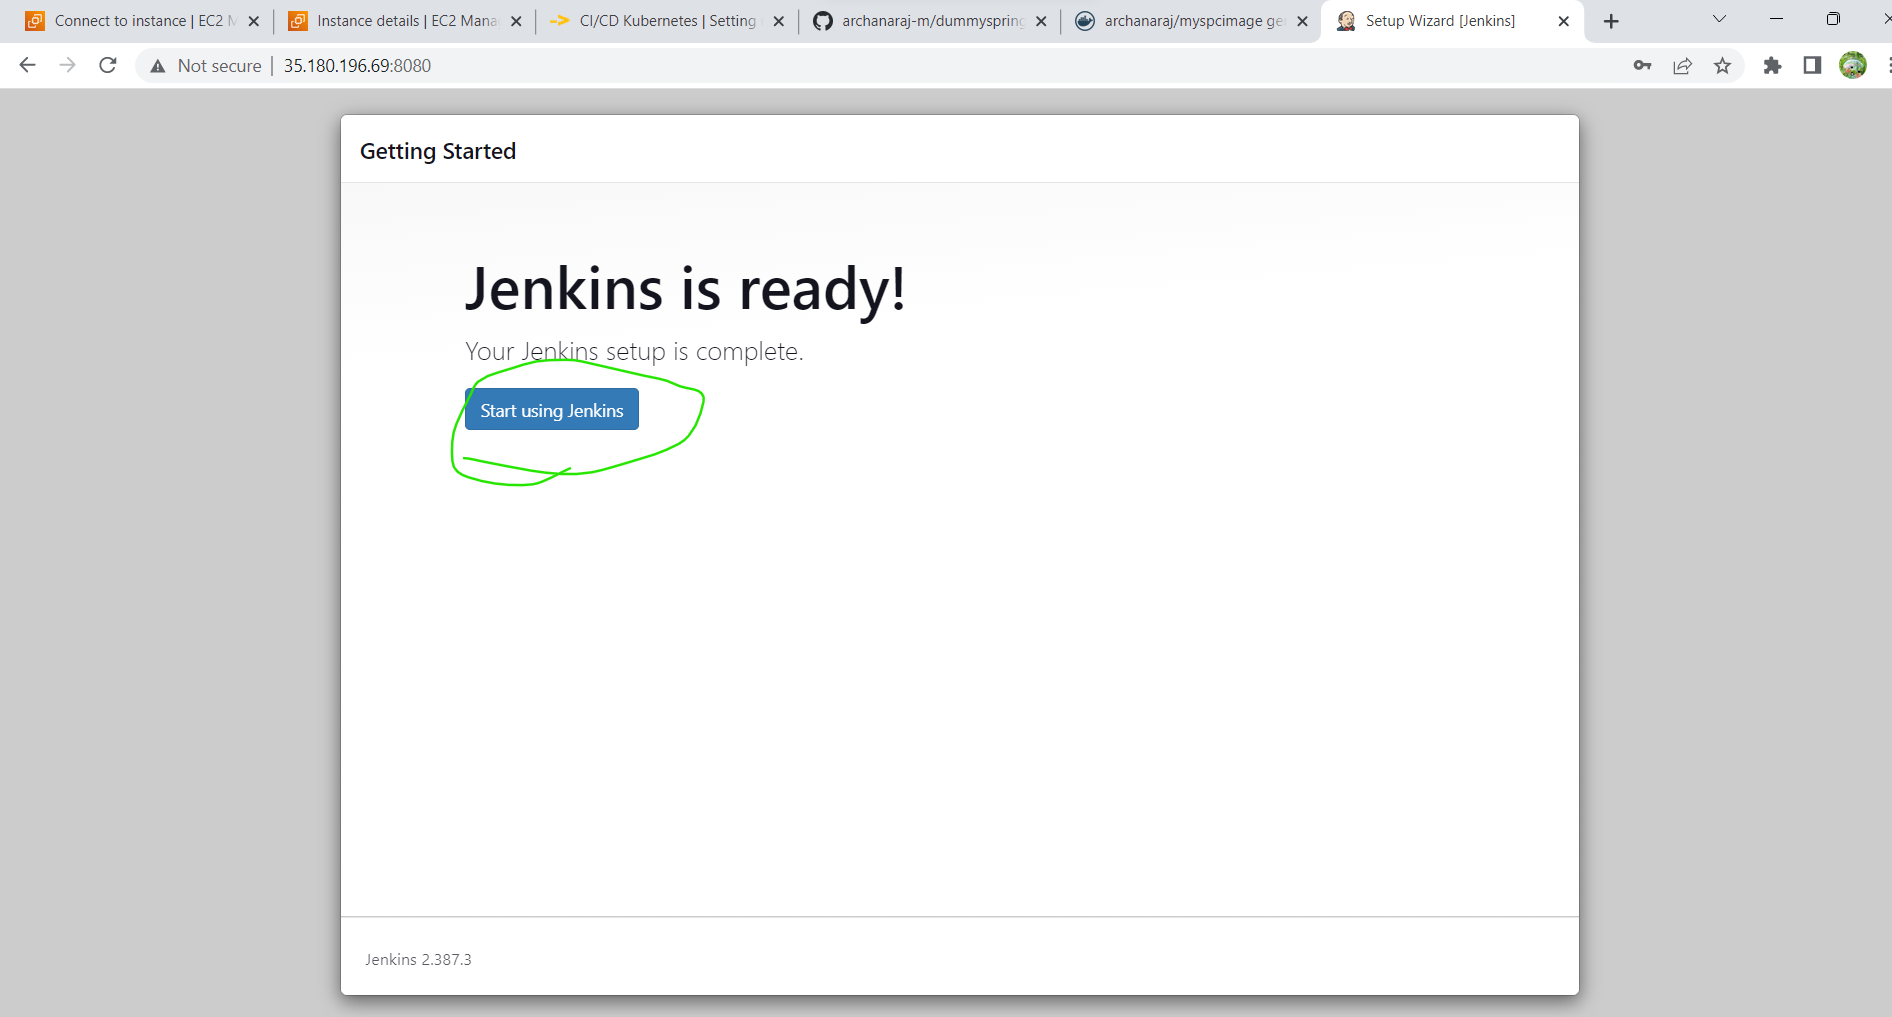 Connect to instance | EC2 M
Instance details | EC2 Mana
CI/CD Kubernetes | Setting
archanaraj-m/dummyspring
archanaraj/myspcimage ge
Setup Wizard [Jenkins]
Not secure
35.180.196.69:8080
Getting Started
Jenkins is ready!
Your Jenkins setup is complete.
Start using Jenkins
Jenkins 2.387.3